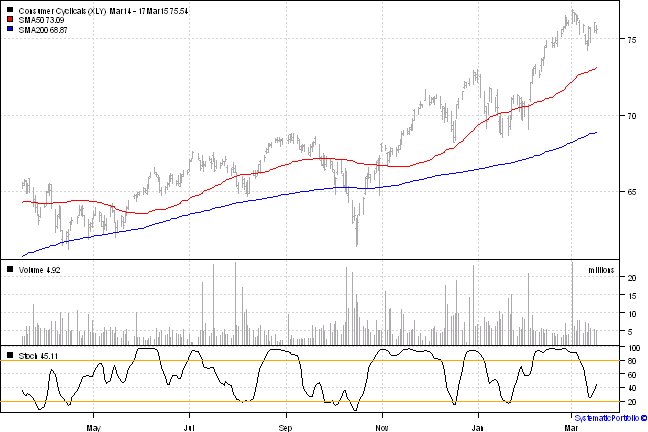 Consumer Cyclicals (XLY) Mar14 - 17Mar15 75.54
SMA50 73.09
SMA200 68.87
75
70
65
Volume 4.92
millions
20
15
10
5
Stoch 45.11
100
80
60
40
20
SystematicPortfolio ©
May Jul Sep Nov Jan Mar